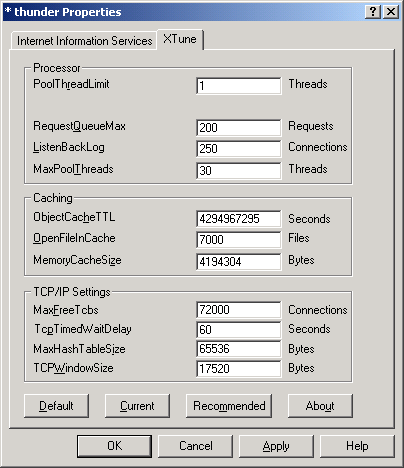 * thunder Properties
Internet Information Services XTune
Processor
PoolThreadLimit 1 Threads
RequestQueueMax 200 Requests
ListenBackLog 250 Connections
MaxPoolThreads 30 Threads
Caching
ObjectCacheTTL 4294967295 Seconds
OpenFileInCache 7000 Files
MemoryCacheSize 4194304 Bytes
TCP/IP Settings
MaxFreeTcbs 72000 Connections
TcpTimedWaitDelay 60 Seconds
MaxHashTableSize 65536 Bytes
TCPWindowSize 17520 Bytes
Default Current Recommended About
OK Cancel Apply Help